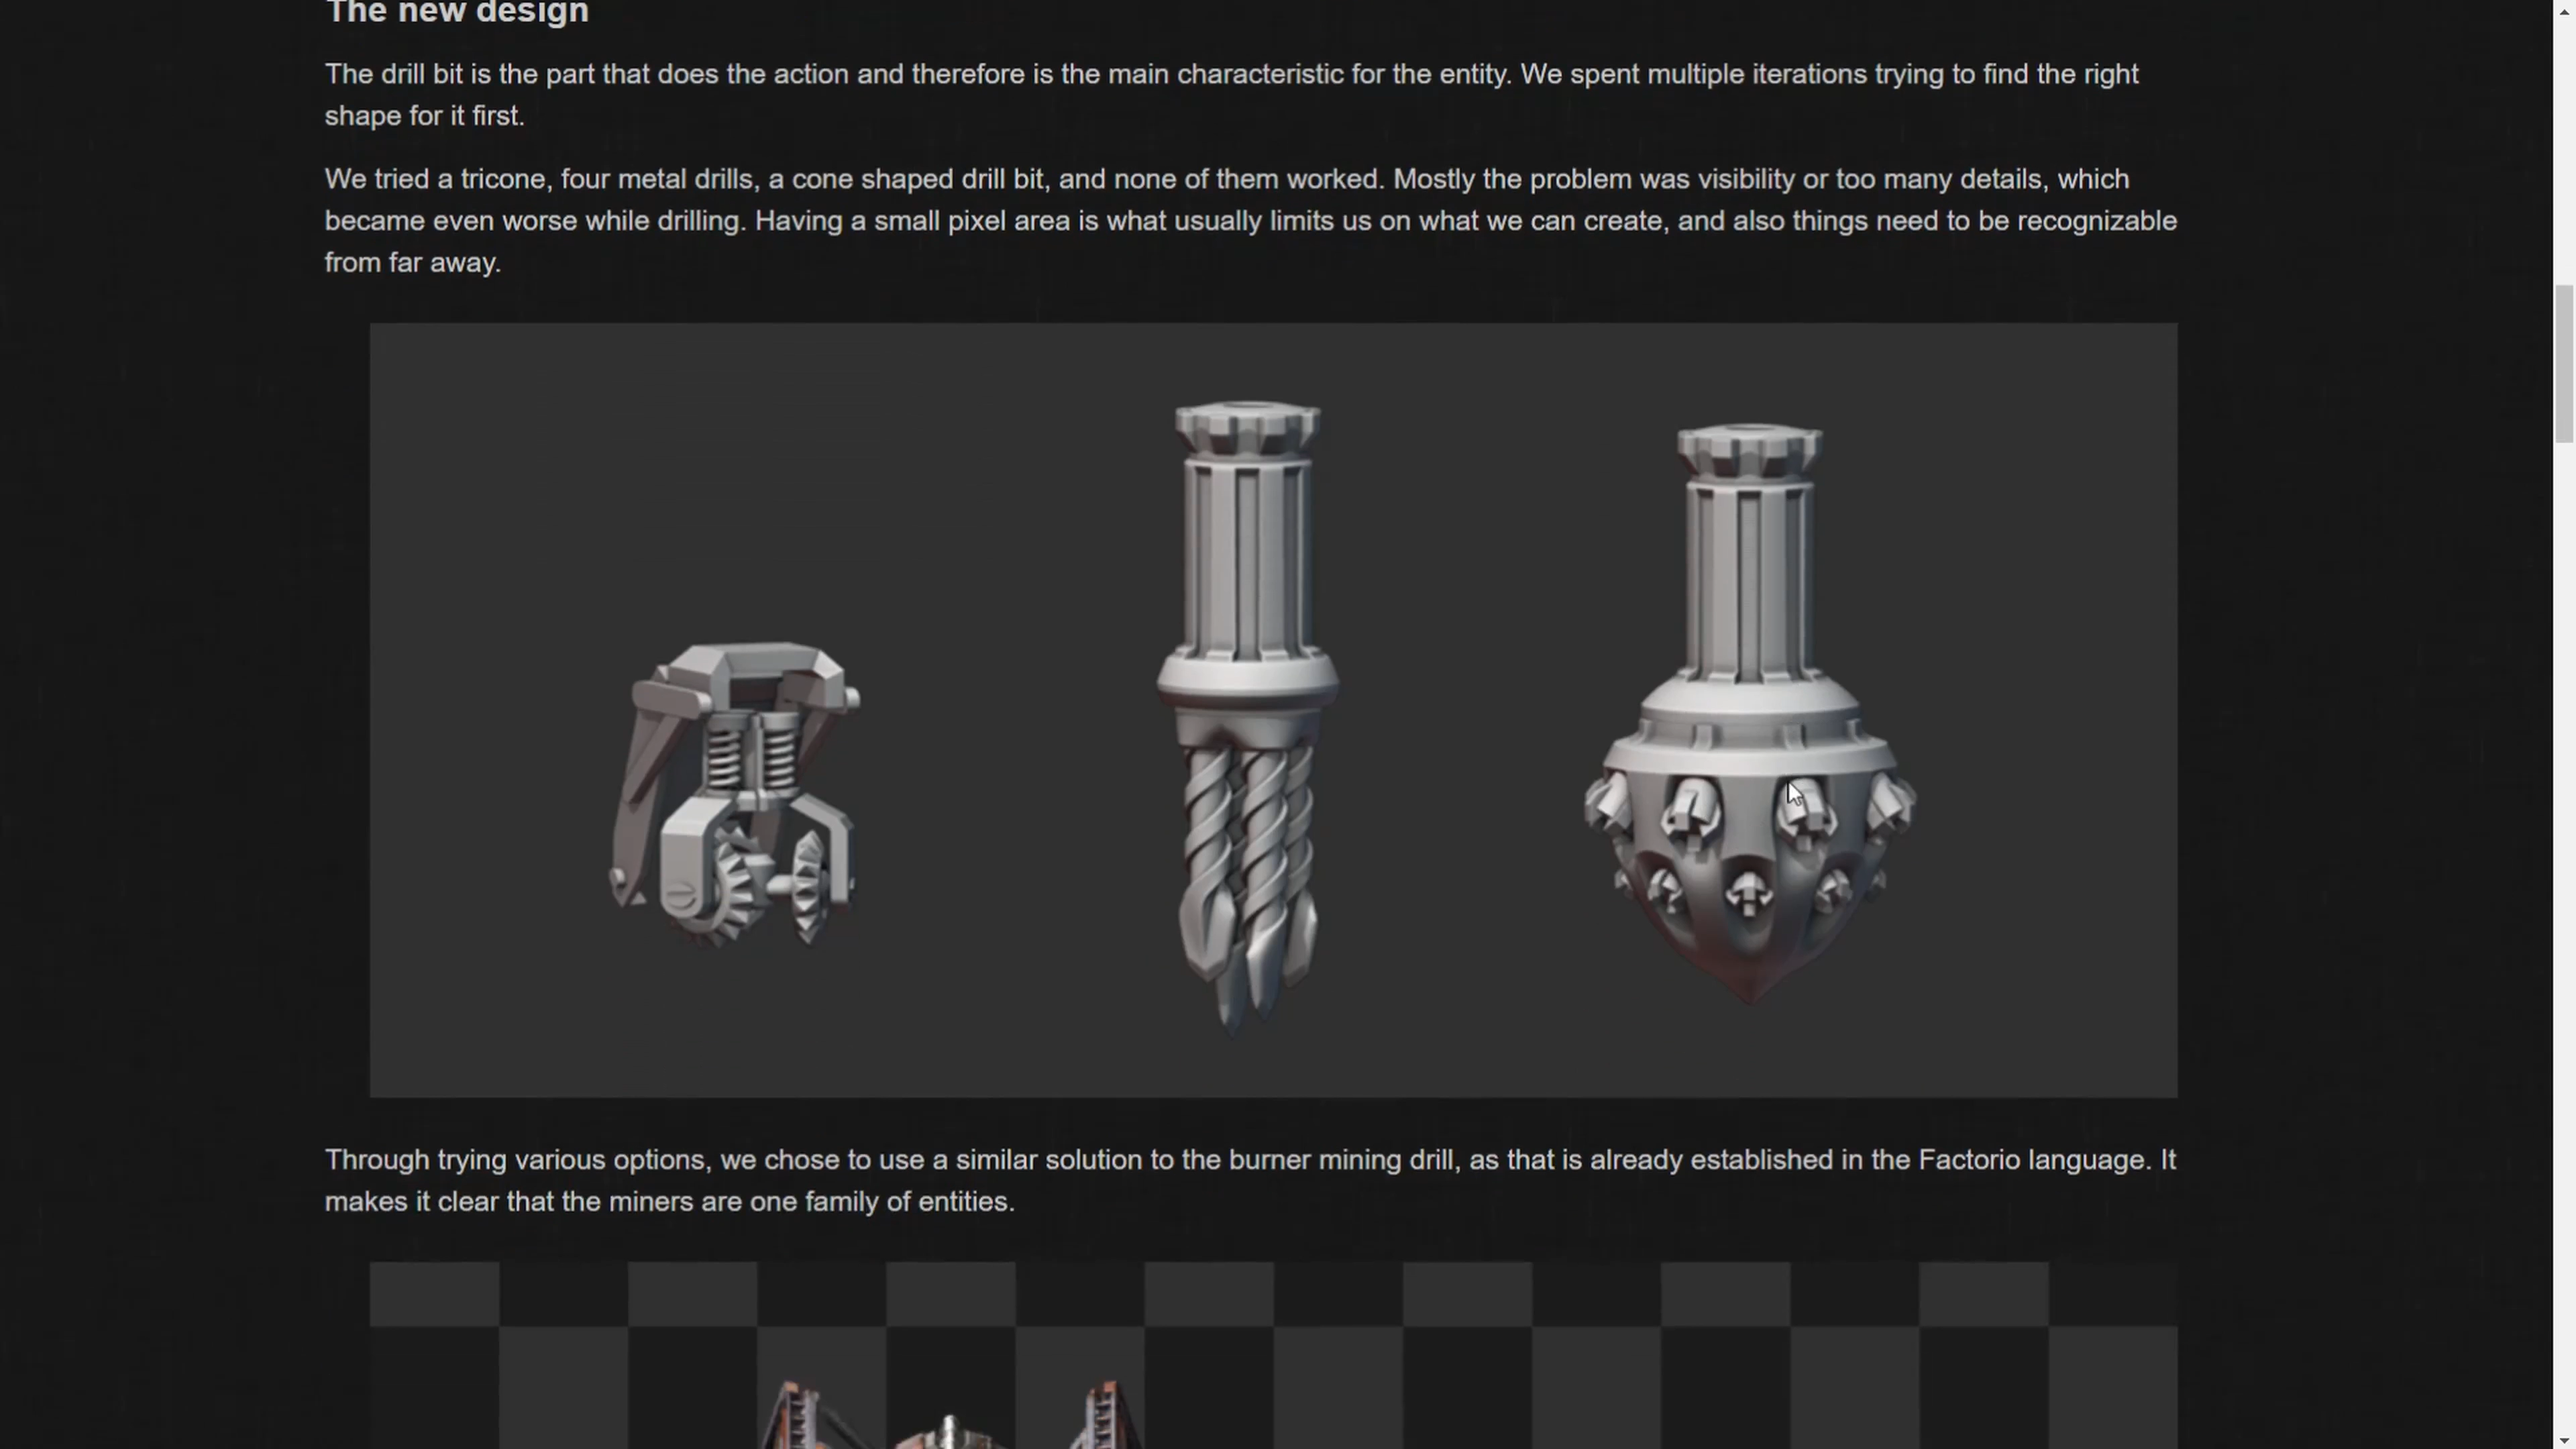 The new design
The drill bit is the part that does the action and therefore is the main characteristic for the entity. We spent multiple iterations trying to find the right
shape for it first.
We tried a tricone, four metal drills, a cone shaped drill bit, and none of them worked. Mostly the problem was visibility or too many details, which
became even worse while drilling. Having a small pixel area is what usually limits us on what we can create, and also things need to be recognizable
from far away.
Through trying various options, we chose to use a similar solution to the burner mining drill, as that is already established in the Factorio language. It
makes it clear that the miners are one family of entities.